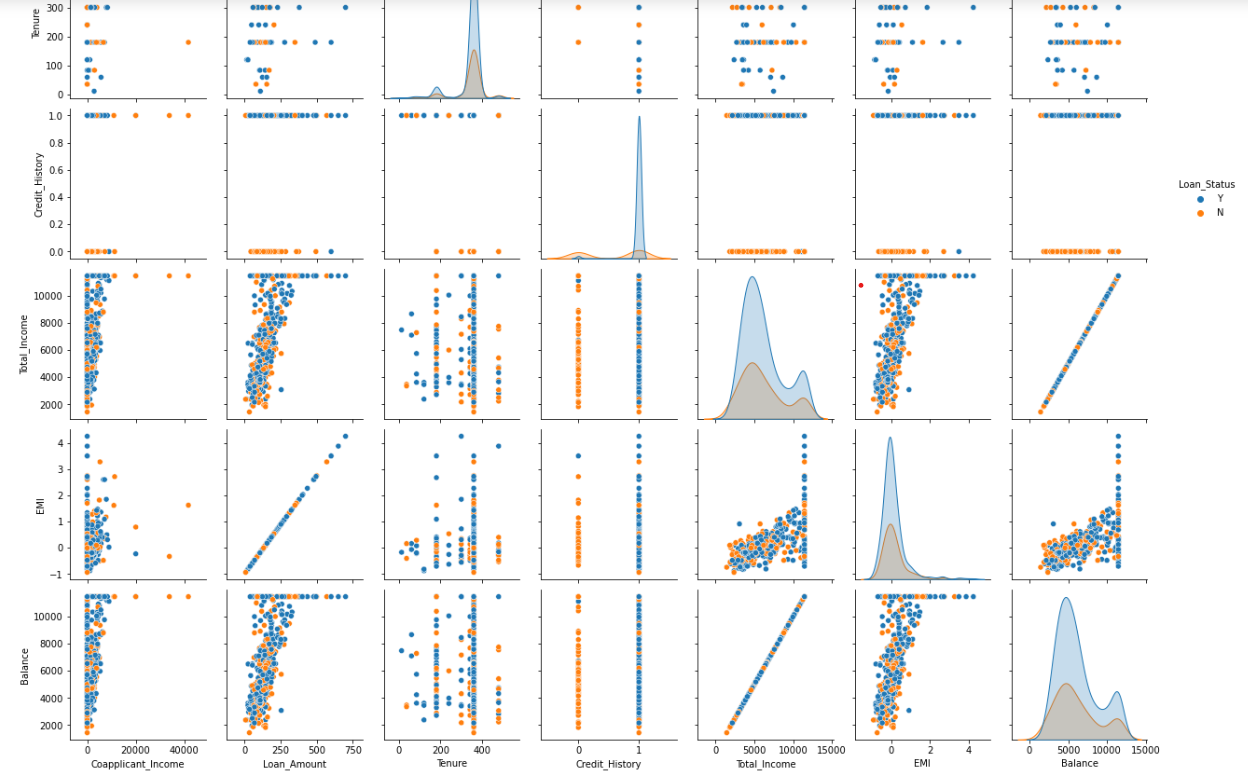 Tenure
300
200
100
0
Credit_History
1.0
0.8
0.6
0.4
0.2
0.0
Loan_Status
Y
N
Total_Income
10000
8000
6000
4000
2000
EMI
4
3
2
1
0
−1
Balance
10000
8000
6000
4000
2000
0 20000 40000 0 250 500 750 0 200 400 0 1 0 5000 10000 15000 0 2 4 0 5000 10000 15000
Coapplicant_Income Loan_Amount Tenure Credit_History Total_Income EMI Balance